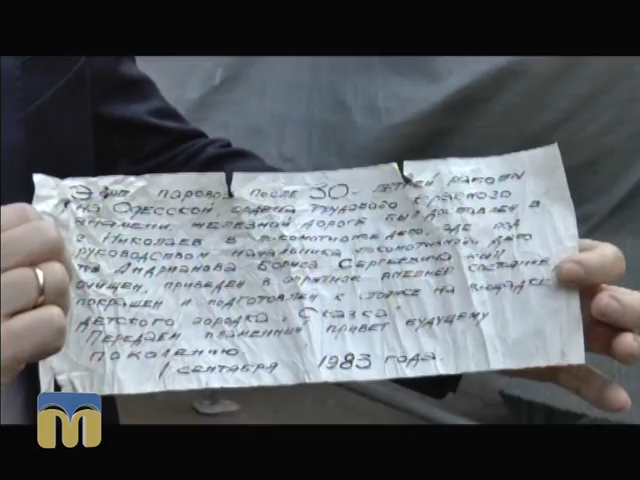 Этот паровоз после 30-летней работы
на Одесской ордена трудового красного
знамени железной дороге был доставлен в
г Николаев в локомотивное депо, где под
руководством начальника локомотивного депо
та Андрианова Бориса Сергеевича был
очищен, приведен в внешнее состояние
покрашен и подготовлен к стоянке на площадке
детского городка "Сказка".
Передаем пламенный привет будущему
поколению.
1 сентября 1983 года.
М